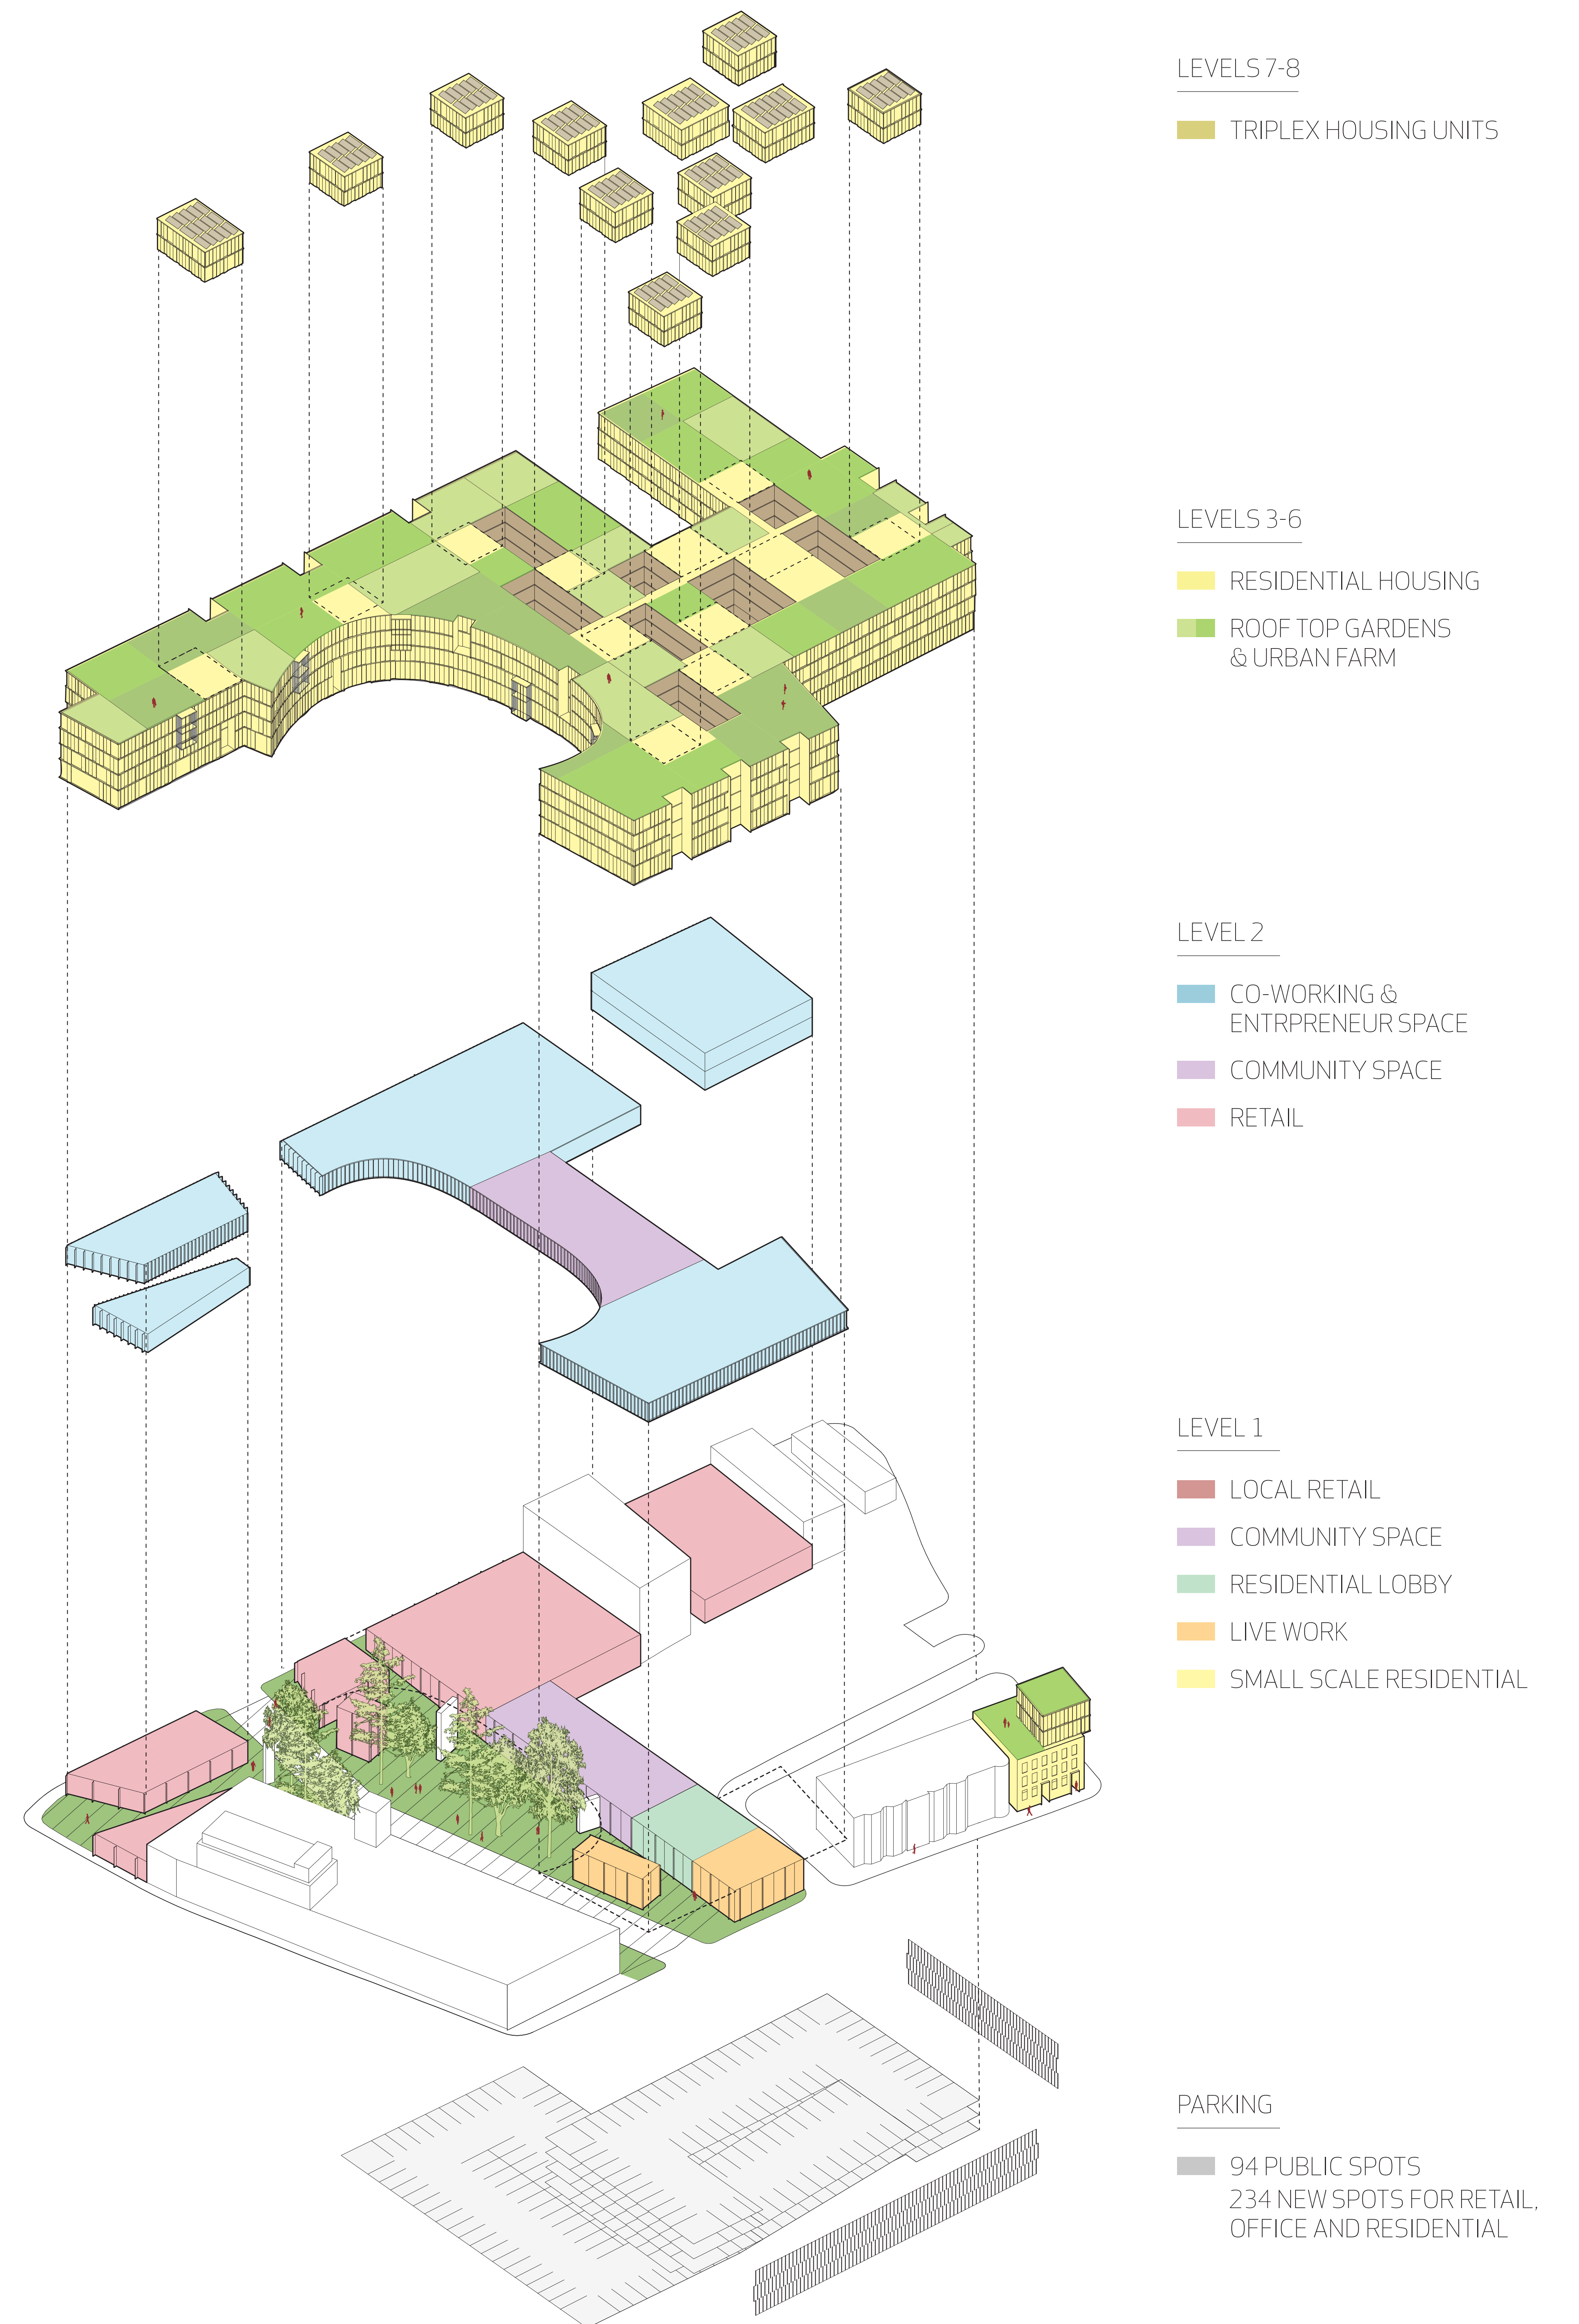 LEVELS 7-8
TRIPLEX HOUSING UNITS
LEVELS 3-6
RESIDENTIAL HOUSING
ROOF TOP GARDENS
& URBAN FARM
LEVEL 2
CO-WORKING &
ENTRPRENEUR SPACE
COMMUNITY SPACE
RETAIL
LEVEL 1
LOCAL RETAIL
COMMUNITY SPACE
RESIDENTIAL LOBBY
LIVE WORK
SMALL SCALE RESIDENTIAL
PARKING
94 PUBLIC SPOTS
234 NEW SPOTS FOR RETAIL,
OFFICE AND RESIDENTIAL